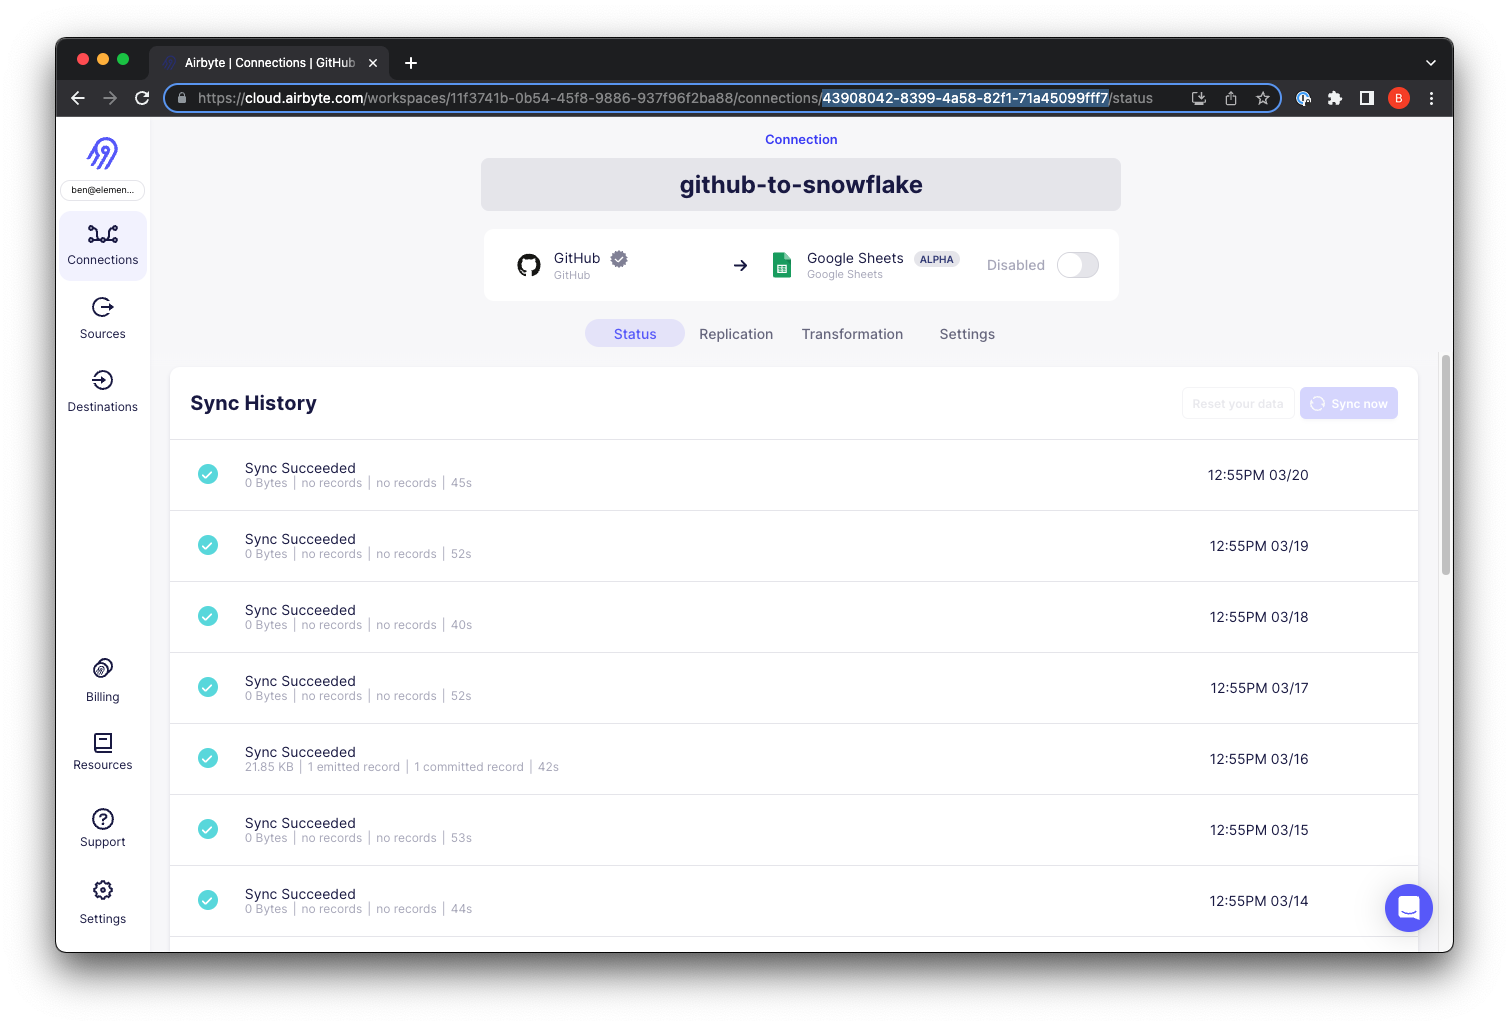 Airbyte | Connections | GitHub
https://cloud.airbyte.com/workspaces/11f3741b-0b54-45f8-9886-937f96f2ba88/connections/43908042-8399-4a58-82f1-71a45099fff7/status
B
ben@elemen...
Connections
Sources
Destinations
Billing
Resources
Support
Settings
Connection
github-to-snowflake
GitHub
GitHub
Google Sheets ALPHA
Google Sheets
Disabled
Status Replication Transformation Settings
Sync History
Reset your data Sync now
Sync Succeeded
0 Bytes | no records | no records | 45s
12:55PM 03/20
Sync Succeeded
0 Bytes | no records | no records | 52s
12:55PM 03/19
Sync Succeeded
0 Bytes | no records | no records | 40s
12:55PM 03/18
Sync Succeeded
0 Bytes | no records | no records | 52s
12:55PM 03/17
Sync Succeeded
21.85 KB | 1 emitted record | 1 committed record | 42s
12:55PM 03/16
Sync Succeeded
0 Bytes | no records | no records | 53s
12:55PM 03/15
Sync Succeeded
0 Bytes | no records | no records | 44s
12:55PM 03/14